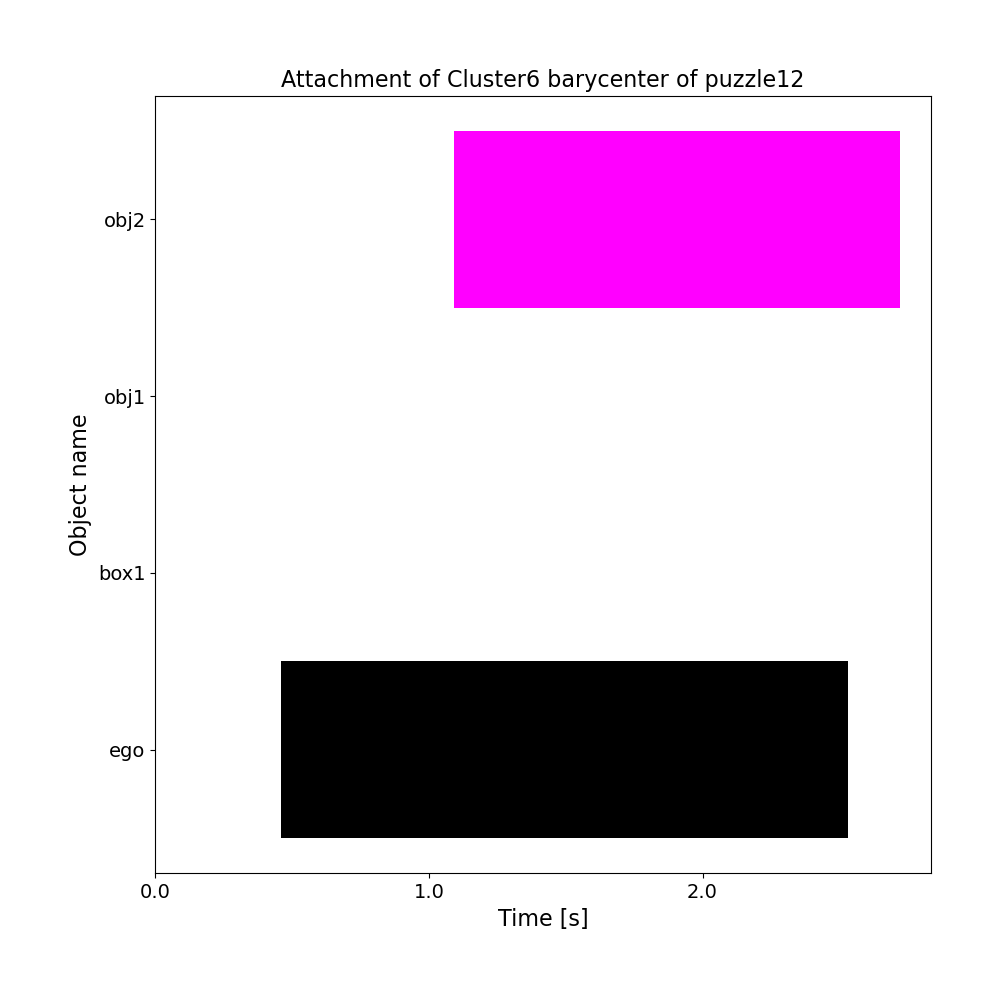 Attachment of Cluster6 barycenter of puzzle12
obj2
obj1
box1
ego
Object name
0.0 1.0 2.0
Time [s]